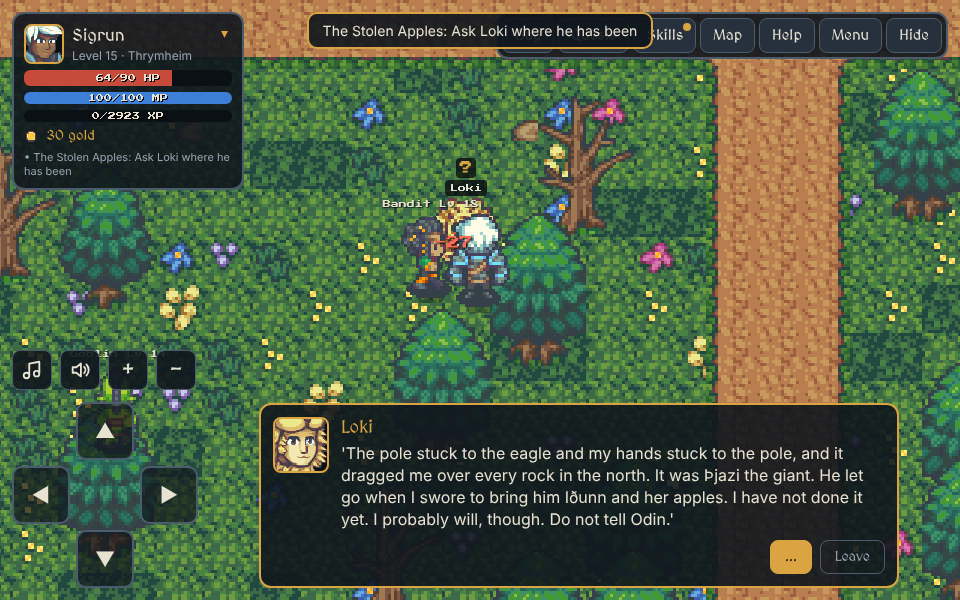 Sigrun
Level 15 · Thrymheim
64/90 HP
100/100 MP
0/2923 XP
30 gold
• The Stolen Apples: Ask Loki where he has been
The Stolen Apples: Ask Loki where he has been
Skills
Map
Help
Menu
Hide
?
Loki
Bandit Lv 18
-27
+
−
Loki
'The pole stuck to the eagle and my hands stuck to the pole, and it
dragged me over every rock in the north. It was Þjazi the giant. He let
go when I swore to bring him Iðunn and her apples. I have not done it
yet. I probably will, though. Do not tell Odin.'
...
Leave